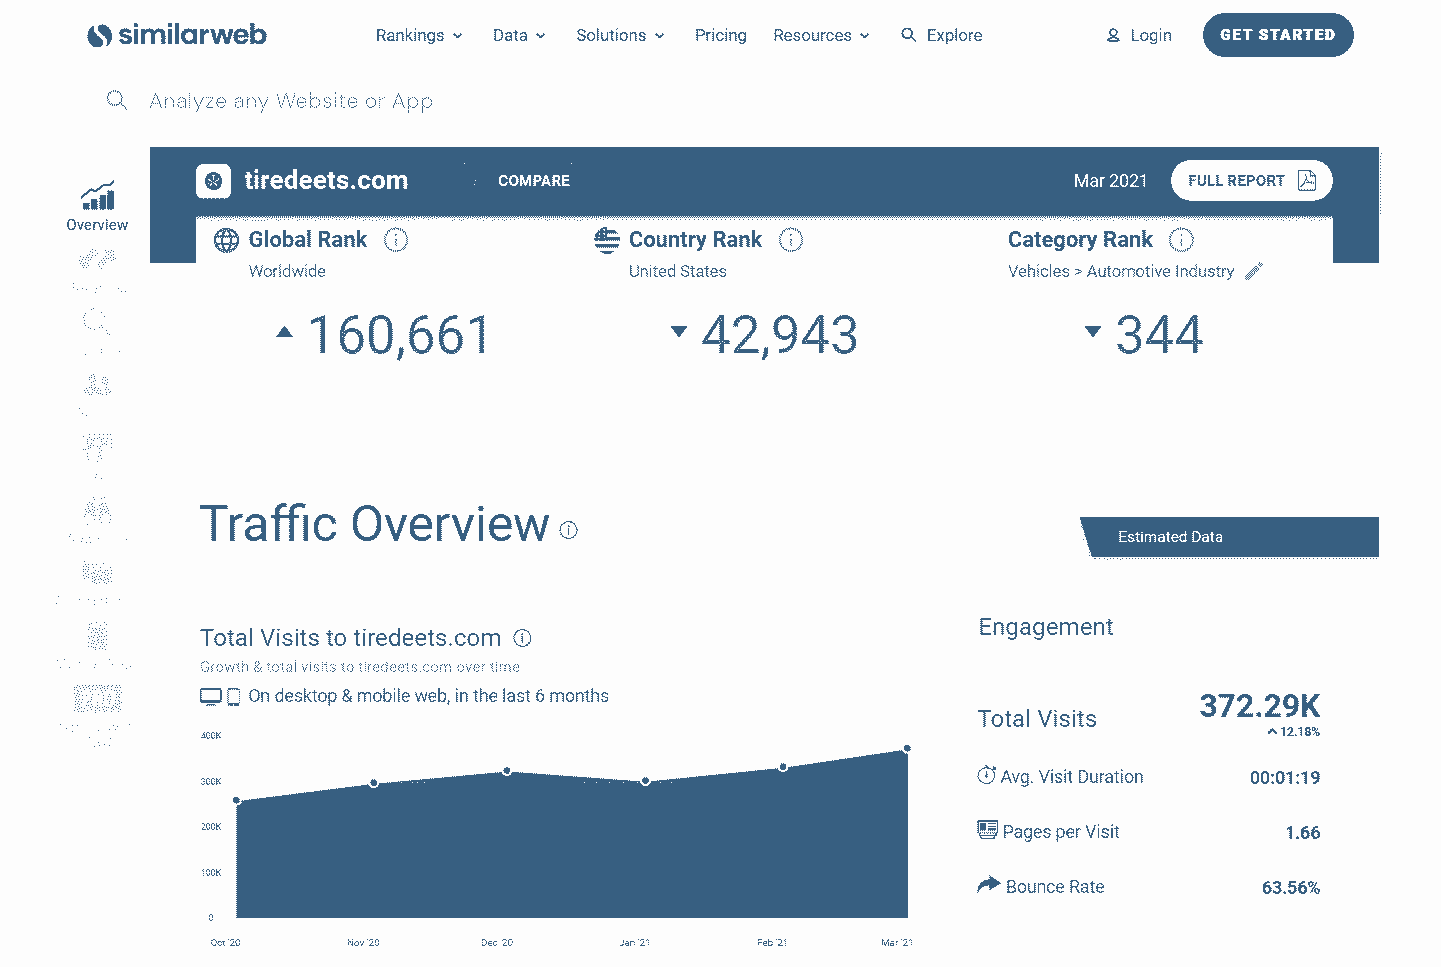 similarweb
Rankings Data Solutions Pricing Resources Explore Login GET STARTED
Analyze any Website or App
tiredeets.com COMPARE Mar 2021 FULL REPORT
Overview
Global Rank Country Rank Category Rank
Worldwide United States Vehicles > Automotive Industry
160,661 42,943 344
Traffic Overview
Estimated Data
Total Visits to tiredeets.com
Growth & total visits to tiredeets.com over time
On desktop & mobile web, in the last 6 months
400K
300K
200K
100K
0
Oct '20 Nov '20 Dec '20 Jan '21 Feb '21 Mar '21
Engagement
Total Visits 372.29K
12.18%
Avg. Visit Duration 00:01:19
Pages per Visit 1.66
Bounce Rate 63.56%